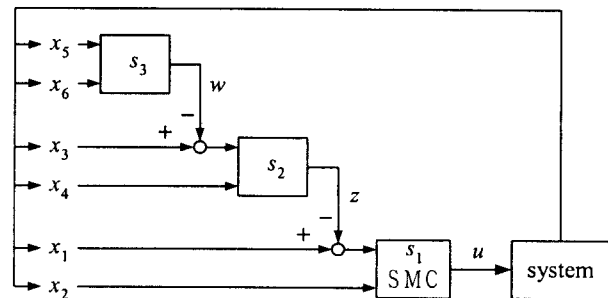 x5
s3
x6
w
−
+
x3
s2
x4
z
−
+
x1
s1
SMC
u
system
x2